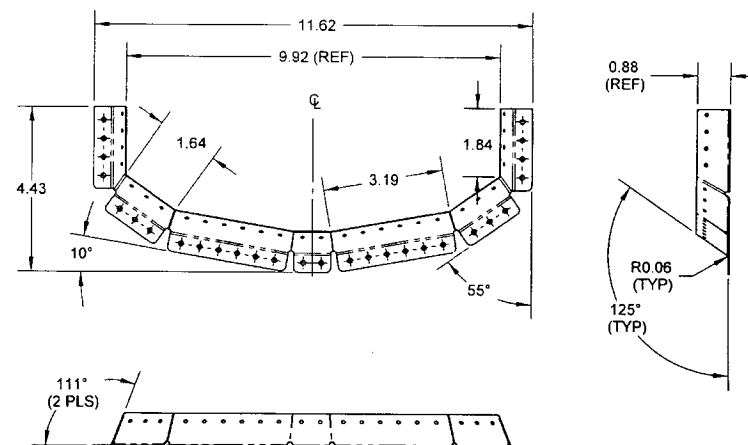 11.62
9.92 (REF)
℄
0.88
(REF)
1.64
1.84
4.43
3.19
10°
55°
R0.06
(TYP)
125°
(TYP)
111°
(2 PLS)